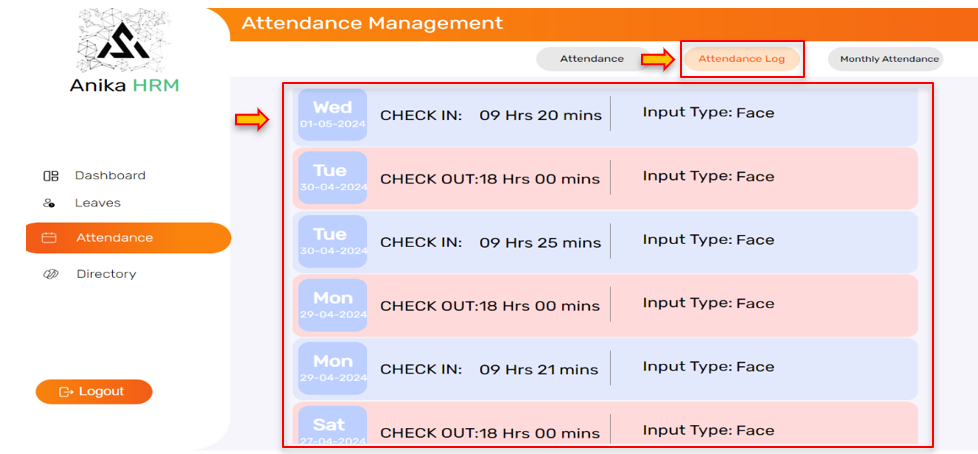 Attendance Management
Anika HRM
Attendance
Attendance Log
Monthly Attendance
Dashboard
Leaves
Attendance
Directory
Logout
Wed
01-05-2024
CHECK IN: 09 Hrs 20 mins
Input Type: Face
Tue
30-04-2024
CHECK OUT:18 Hrs 00 mins
Input Type: Face
Tue
30-04-2024
CHECK IN: 09 Hrs 25 mins
Input Type: Face
Mon
29-04-2024
CHECK OUT:18 Hrs 00 mins
Input Type: Face
Mon
29-04-2024
CHECK IN: 09 Hrs 21 mins
Input Type: Face
Sat
27-04-2024
CHECK OUT:18 Hrs 00 mins
Input Type: Face